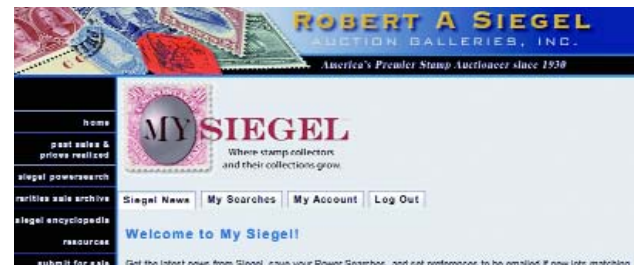 ROBERT A SIEGEL
AUCTION GALLERIES, INC.
America's Premier Stamp Auctioneer since 1930
home
past sales &
prices realized
siegel powersearch
rarities sale archive
siegel encyclopedia
resources
submit for sale
MY SIEGEL
Where stamp collectors
and their collections grow.
Siegel News
My Searches
My Account
Log Out
Welcome to My Siegel!
Get the latest news from Siegel, save your Power Searches, and set preferences to be emailed if new lots matching